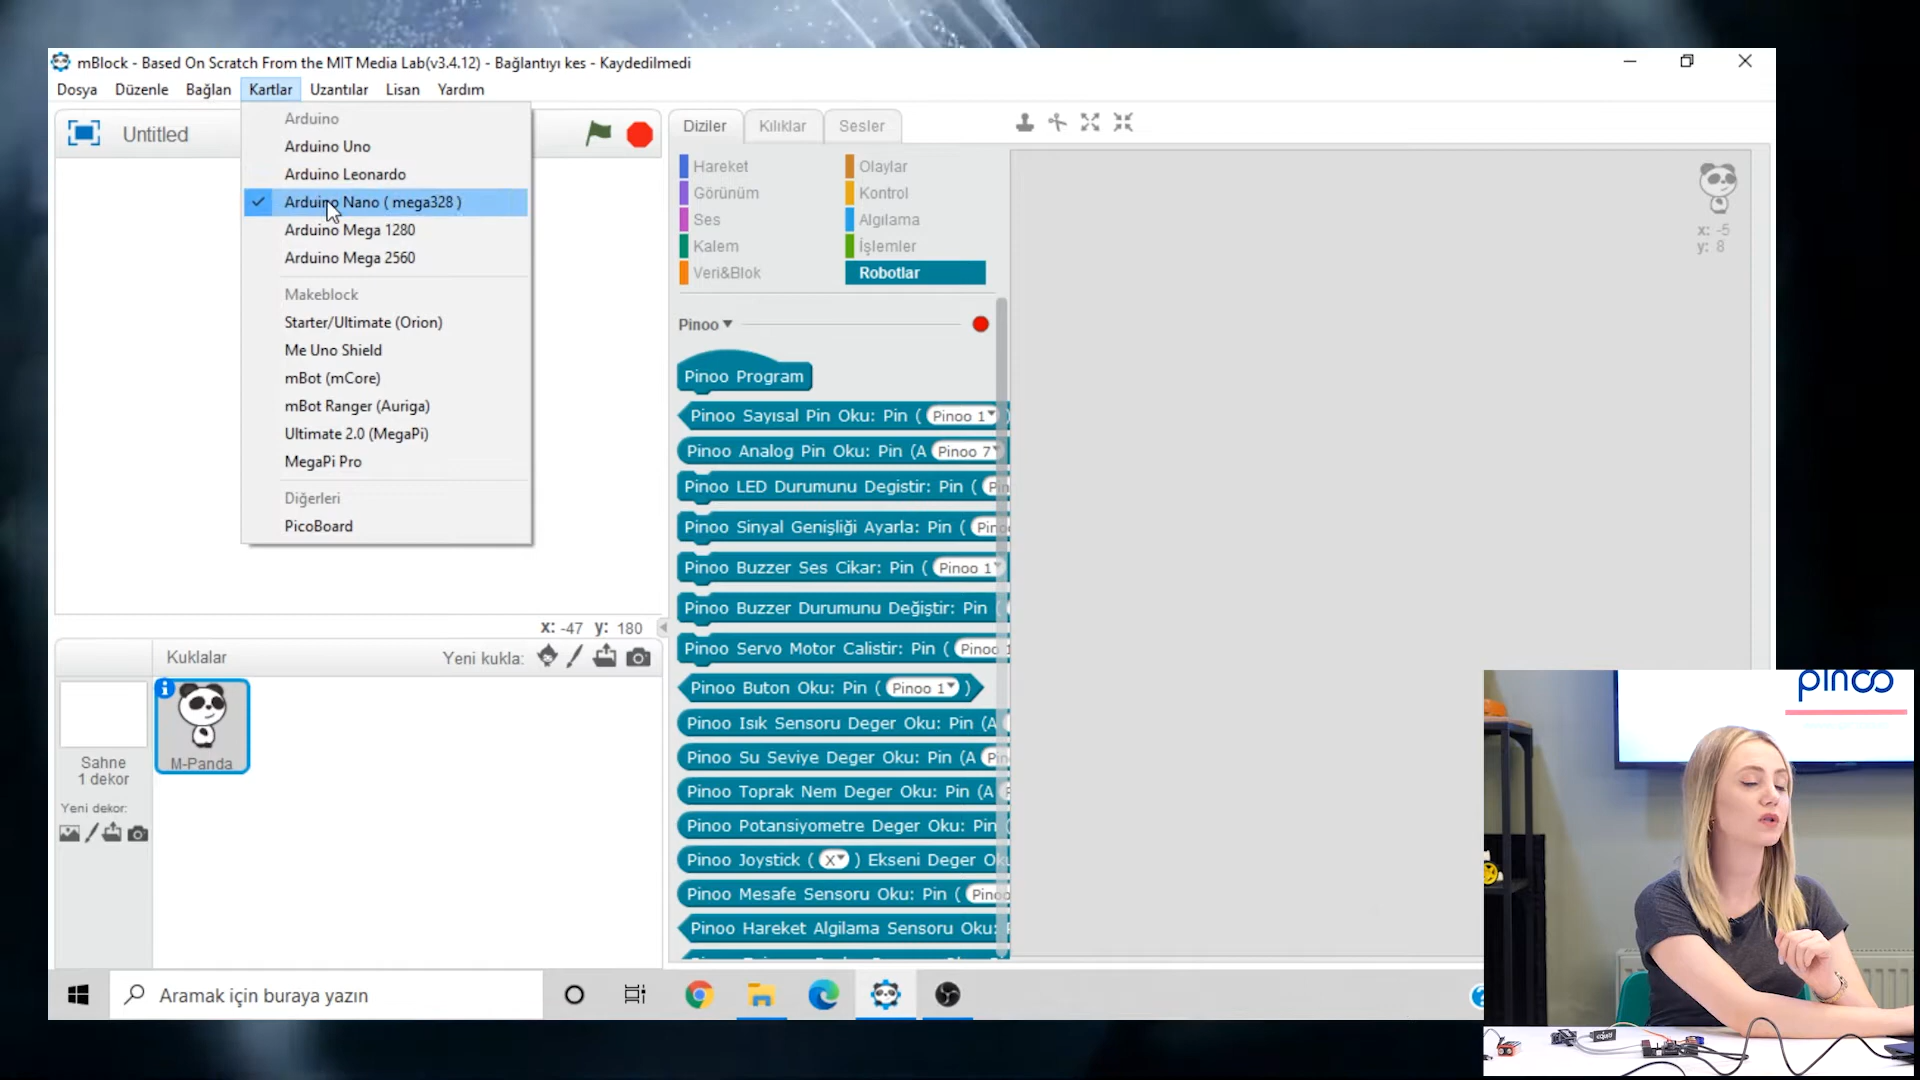 mBlock - Based On Scratch From the MIT Media Lab(v3.4.12) - Bağlantıyı kes - Kaydedilmedi
Dosya Düzenle Bağlan Kartlar Uzantılar Lisan Yardım
Untitled
Arduino
Arduino Uno
Arduino Leonardo
Arduino Nano ( mega328 )
Arduino Mega 1280
Arduino Mega 2560
Makeblock
Starter/Ultimate (Orion)
Me Uno Shield
mBot (mCore)
mBot Ranger (Auriga)
Ultimate 2.0 (MegaPi)
MegaPi Pro
Diğerleri
PicoBoard
x: -47 y: 180
Kuklalar
Yeni kukla:
M-Panda
Sahne
1 dekor
Yeni dekor:
Diziler Kılıklar Sesler
Hareket Olaylar
Görünüm Kontrol
Ses Algılama
Kalem İşlemler
Veri&Blok Robotlar
Pinoo
Pinoo Program
Pinoo Sayısal Pin Oku: Pin ( Pinoo 1 )
Pinoo Analog Pin Oku: Pin (A Pinoo 7
Pinoo LED Durumunu Degistir: Pin (
Pinoo Sinyal Genişliği Ayarla: Pin (
Pinoo Buzzer Ses Cikar: Pin ( Pinoo 1
Pinoo Buzzer Durumunu Değiştir: Pin
Pinoo Servo Motor Calistir: Pin ( Pinoo 1
Pinoo Buton Oku: Pin ( Pinoo 1 )
Pinoo Isık Sensoru Deger Oku: Pin (A
Pinoo Su Seviye Deger Oku: Pin (A
Pinoo Toprak Nem Deger Oku: Pin (A
Pinoo Potansiyometre Deger Oku: Pin
Pinoo Joystick ( X ) Ekseni Deger
Pinoo Mesafe Sensoru Oku: Pin ( Pinoo
Pinoo Hareket Algilama Sensoru Oku:
x: -5
y: 8
pinoo
Aramak için buraya yazın